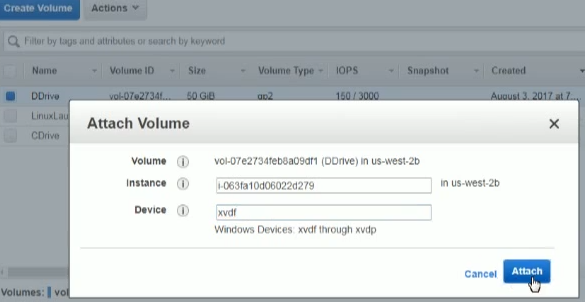 Create Volume Actions
Filter by tags and attributes or search by keyword
Name Volume ID Size Volume Type IOPS Snapshot Created
DDrive vol-07e2734f... 50 GiB gp2 150 / 3000 August 3, 2017 at 7...
LinuxLau
CDrive
Attach Volume
Volume vol-07e2734feb8a09df1 (DDrive) in us-west-2b
Instance i-063fa10d06022d279 in us-west-2b
Device xvdf
Windows Devices: xvdf through xvdp
Cancel Attach
Volumes: vol